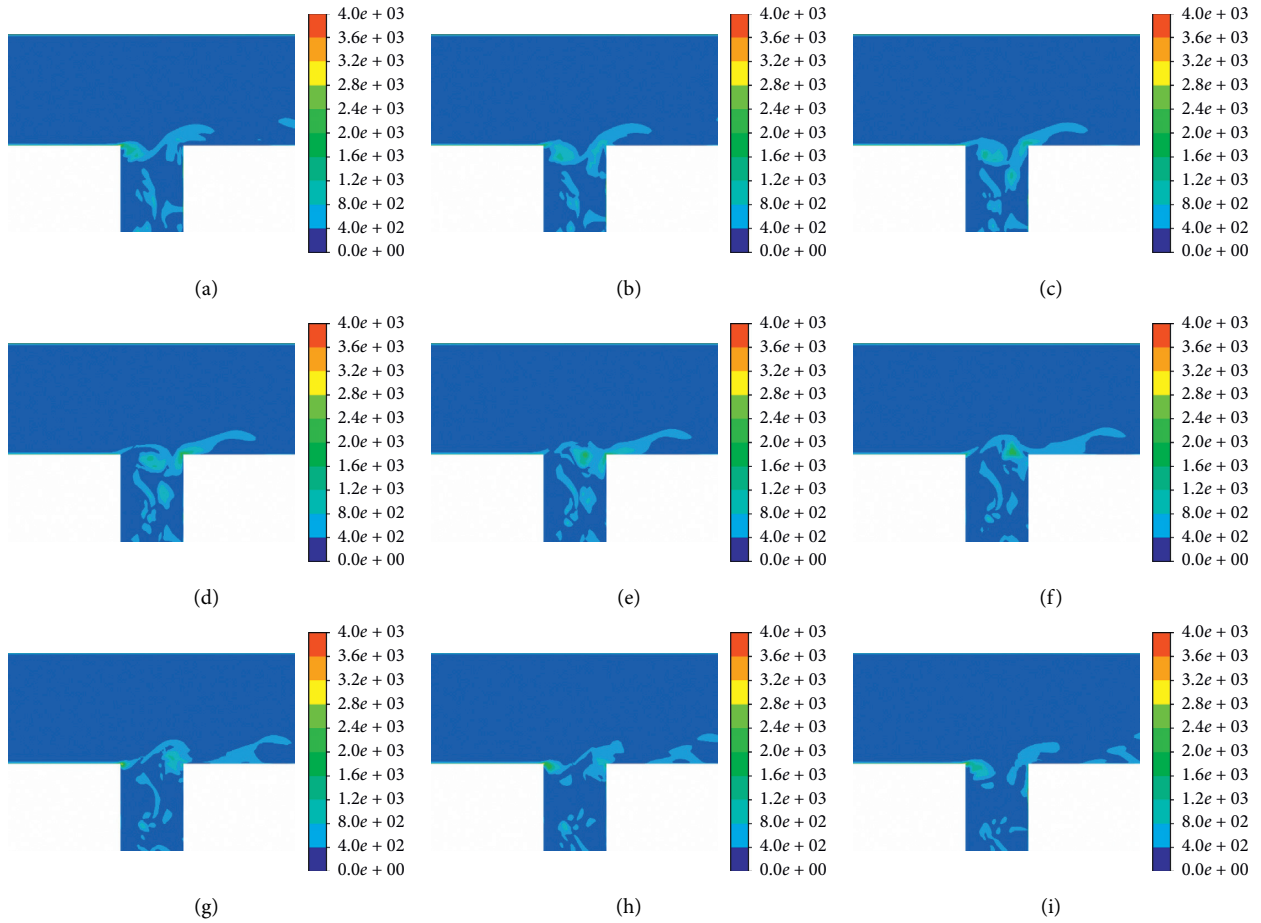 4.0e + 03
3.6e + 03
3.2e + 03
2.8e + 03
2.4e + 03
2.0e + 03
1.6e + 03
1.2e + 03
8.0e + 02
4.0e + 02
0.0e + 00
(a)
4.0e + 03
3.6e + 03
3.2e + 03
2.8e + 03
2.4e + 03
2.0e + 03
1.6e + 03
1.2e + 03
8.0e + 02
4.0e + 02
0.0e + 00
(b)
4.0e + 03
3.6e + 03
3.2e + 03
2.8e + 03
2.4e + 03
2.0e + 03
1.6e + 03
1.2e + 03
8.0e + 02
4.0e + 02
0.0e + 00
(c)
4.0e + 03
3.6e + 03
3.2e + 03
2.8e + 03
2.4e + 03
2.0e + 03
1.6e + 03
1.2e + 03
8.0e + 02
4.0e + 02
0.0e + 00
(d)
4.0e + 03
3.6e + 03
3.2e + 03
2.8e + 03
2.4e + 03
2.0e + 03
1.6e + 03
1.2e + 03
8.0e + 02
4.0e + 02
0.0e + 00
(e)
4.0e + 03
3.6e + 03
3.2e + 03
2.8e + 03
2.4e + 03
2.0e + 03
1.6e + 03
1.2e + 03
8.0e + 02
4.0e + 02
0.0e + 00
(f)
4.0e + 03
3.6e + 03
3.2e + 03
2.8e + 03
2.4e + 03
2.0e + 03
1.6e + 03
1.2e + 03
8.0e + 02
4.0e + 02
0.0e + 00
(g)
4.0e + 03
3.6e + 03
3.2e + 03
2.8e + 03
2.4e + 03
2.0e + 03
1.6e + 03
1.2e + 03
8.0e + 02
4.0e + 02
0.0e + 00
(h)
4.0e + 03
3.6e + 03
3.2e + 03
2.8e + 03
2.4e + 03
2.0e + 03
1.6e + 03
1.2e + 03
8.0e + 02
4.0e + 02
0.0e + 00
(i)